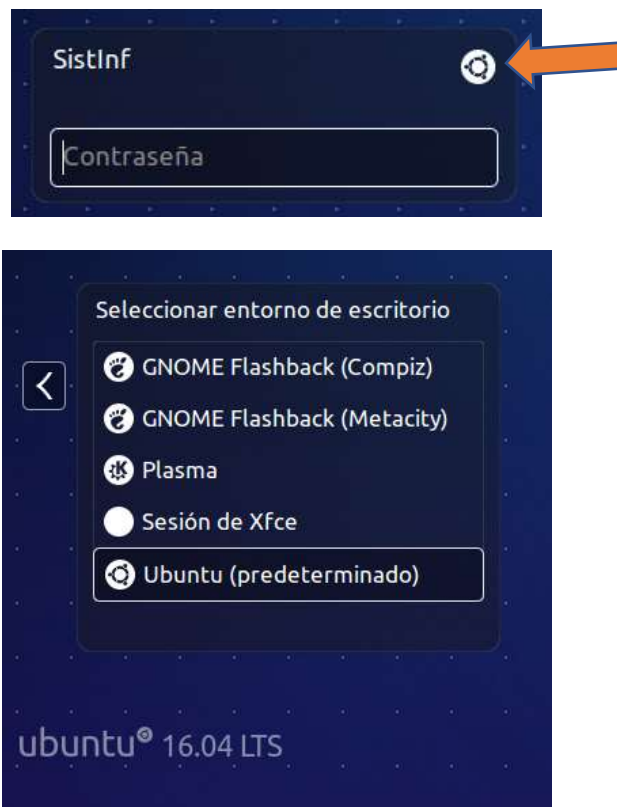 SistInf
Contraseña
Seleccionar entorno de escritorio
GNOME Flashback (Compiz)
GNOME Flashback (Metacity)
Plasma
Sesión de Xfce
Ubuntu (predeterminado)
ubuntu 16.04 LTS